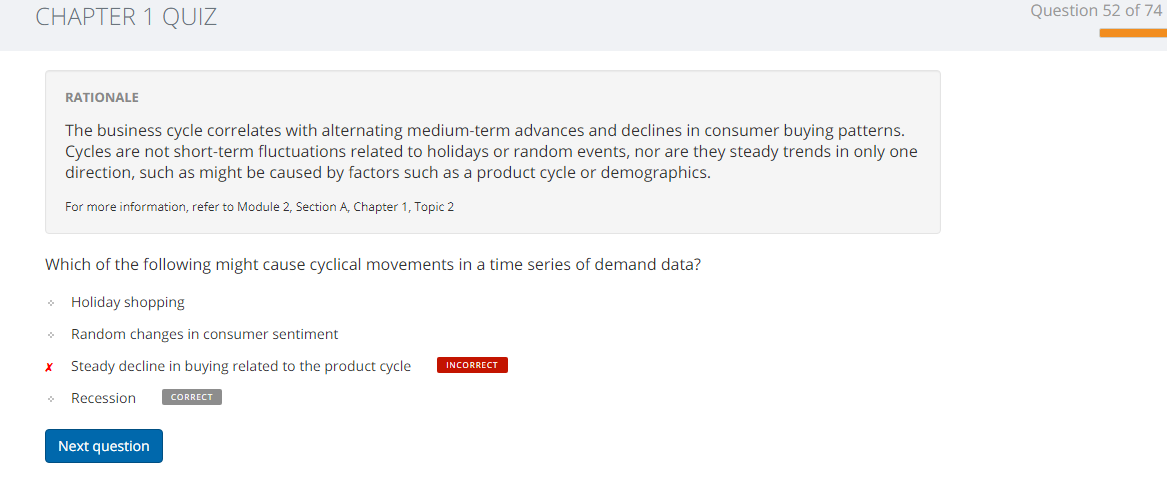 CHAPTER 1 QUIZ
Question 52 of 74
RATIONALE
The business cycle correlates with alternating medium-term advances and declines in consumer buying patterns.
Cycles are not short-term fluctuations related to holidays or random events, nor are they steady trends in only one
direction, such as might be caused by factors such as a product cycle or demographics.
For more information, refer to Module 2, Section A, Chapter 1, Topic 2
Which of the following might cause cyclical movements in a time series of demand data?
Holiday shopping
Random changes in consumer sentiment
✗ Steady decline in buying related to the product cycle INCORRECT
Recession CORRECT
Next question